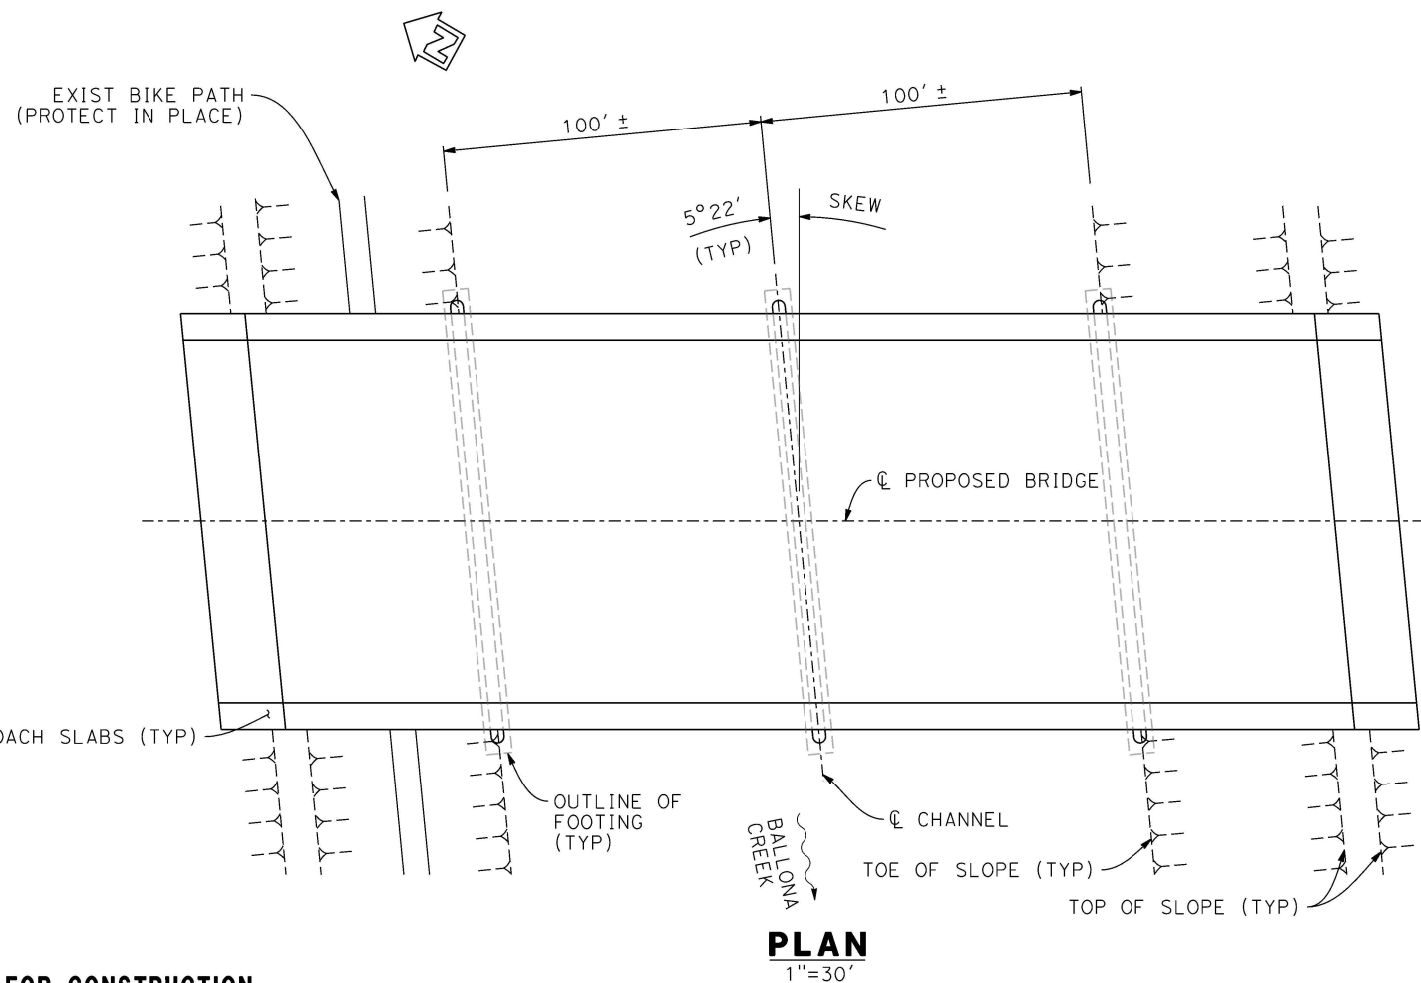 N
EXIST BIKE PATH
(PROTECT IN PLACE)
100' ±
100' ±
5°22'
(TYP)
SKEW
℄ PROPOSED BRIDGE
SLABS (TYP)
OUTLINE OF
FOOTING
(TYP)
BALLONA
CREEK
℄ CHANNEL
TOE OF SLOPE (TYP)
TOP OF SLOPE (TYP)
PLAN
1"=30'
FOR CONSTRUCTION